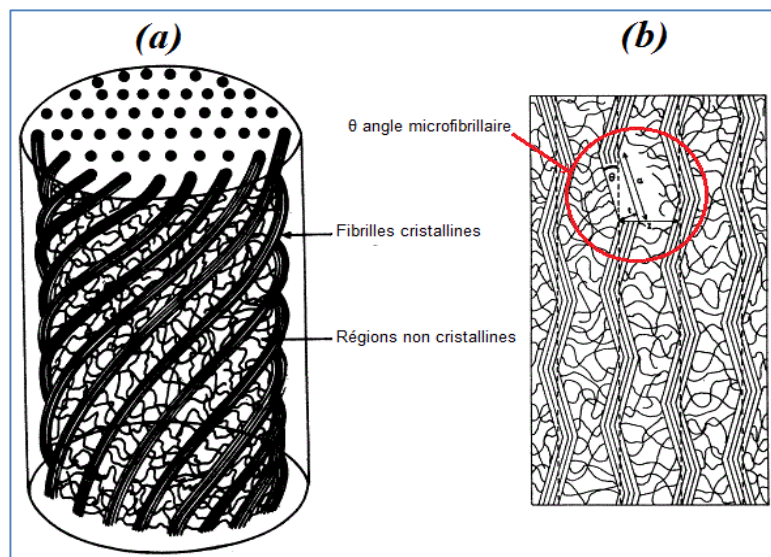 (a)
(b)
θ angle microfibrillaire
Fibrilles cristallines
Régions non cristallines
θ